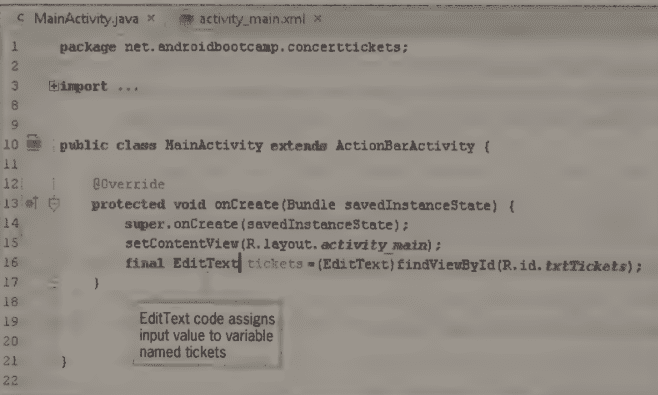 MainActivity.java × activity_main.xml ×
1 package net.androidbootcamp.concerttickets;
2
3 import ...
8
9
10 public class MainActivity extends ActionBarActivity {
11
12 @Override
13 protected void onCreate(Bundle savedInstanceState) {
14 super.onCreate(savedInstanceState);
15 setContentView(R.layout.activity_main);
16 final EditText tickets =(EditText)findViewById(R.id.txtTickets);
17 }
18
19
20
21 }
22
EditText code assigns
input value to variable
named tickets